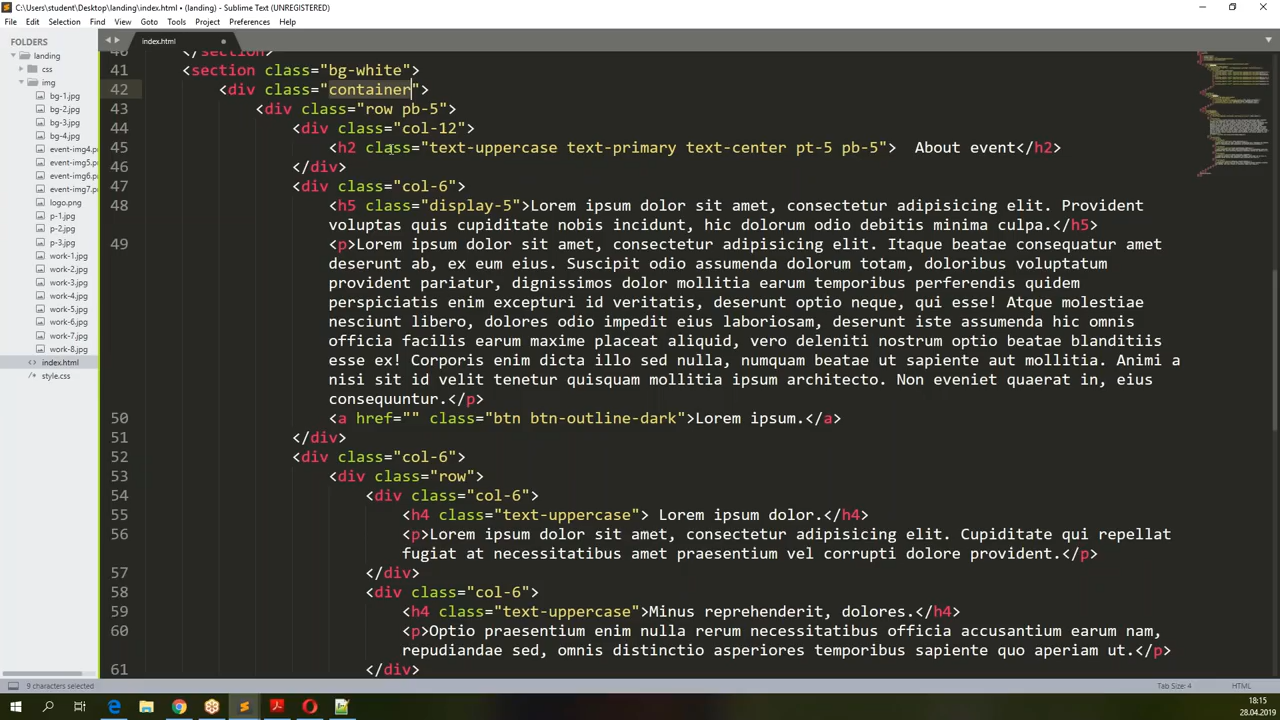 C:\Users\student\Desktop\landing\index.html • (landing) - Sublime Text (UNREGISTERED)
File Edit Selection Find View Goto Tools Project Preferences Help
FOLDERS
landing
css
img
bg-1.jpg
bg-2.jpg
bg-3.jpg
bg-4.jpg
event-img4.p
event-img5.p
event-img6.p
event-img7.p
logo.png
p-1.jpg
p-2.jpg
p-3.jpg
work-1.jpg
work-2.jpg
work-3.jpg
work-4.jpg
work-5.jpg
work-6.jpg
work-7.jpg
work-8.jpg
index.html
style.css
index.html
40 </section>
41 <section class="bg-white">
42 <div class="container">
43 <div class="row pb-5">
44 <div class="col-12">
45 <h2 class="text-uppercase text-primary text-center pt-5 pb-5"> About event</h2>
46 </div>
47 <div class="col-6">
48 <h5 class="display-5">Lorem ipsum dolor sit amet, consectetur adipisicing elit. Provident
voluptas quis cupiditate nobis incidunt, hic dolorum odio debitis minima culpa.</h5>
49 <p>Lorem ipsum dolor sit amet, consectetur adipisicing elit. Itaque beatae consequatur amet
deserunt ab, ex eum eius. Suscipit odio assumenda dolorum totam, doloribus voluptatum
provident pariatur, dignissimos dolor mollitia earum temporibus perferendis quidem
perspiciatis enim excepturi id veritatis, deserunt optio neque, qui esse! Atque molestiae
nesciunt libero, dolores odio impedit eius laboriosam, deserunt iste assumenda hic omnis
officia facilis earum maxime placeat aliquid, vero deleniti nostrum optio beatae blanditiis
esse ex! Corporis enim dicta illo sed nulla, numquam beatae ut sapiente aut mollitia. Animi a
nisi sit id velit tenetur quisquam mollitia ipsum architecto. Non eveniet quaerat in, eius
consequuntur.</p>
50 <a href="" class="btn btn-outline-dark">Lorem ipsum.</a>
51 </div>
52 <div class="col-6">
53 <div class="row">
54 <div class="col-6">
55 <h4 class="text-uppercase"> Lorem ipsum dolor.</h4>
56 <p>Lorem ipsum dolor sit amet, consectetur adipisicing elit. Cupiditate qui repellat
fugiat at necessitatibus amet praesentium vel corrupti dolore provident.</p>
57 </div>
58 <div class="col-6">
59 <h4 class="text-uppercase">Minus reprehenderit, dolores.</h4>
60 <p>Optio praesentium enim nulla rerum necessitatibus officia accusantium earum nam,
repudiandae sed, omnis distinctio asperiores temporibus sapiente quo aperiam ut.</p>
61 </div>
9 characters selected Tab Size: 4 HTML
18:15
28.04.2019